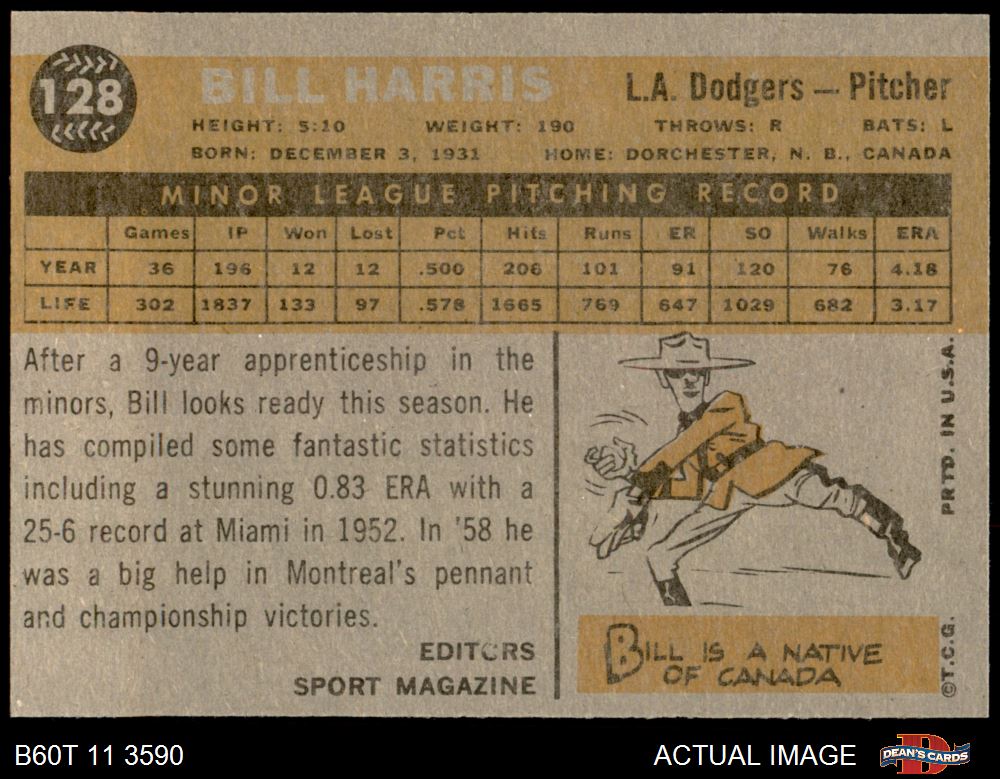 128
BILL HARRIS
L.A. Dodgers — Pitcher
HEIGHT: 5:10 WEIGHT: 190 THROWS: R BATS: L
BORN: DECEMBER 3, 1931 HOME: DORCHESTER, N. B., CANADA
MINOR LEAGUE PITCHING RECORD
Games IP Won Lost Pct Hits Runs ER SO Walks ERA
YEAR 36 196 12 12 .500 206 101 91 120 76 4.18
LIFE 302 1837 133 97 .578 1665 769 647 1029 682 3.17
After a 9-year apprenticeship in the
minors, Bill looks ready this season. He
has compiled some fantastic statistics
including a stunning 0.83 ERA with a
25-6 record at Miami in 1952. In '58 he
was a big help in Montreal's pennant
and championship victories.
EDITORS
SPORT MAGAZINE
BILL IS A NATIVE
OF CANADA
©T.C.G. PRTD. IN U.S.A.
B60T 11 3590
ACTUAL IMAGE
DEAN'S CARDS